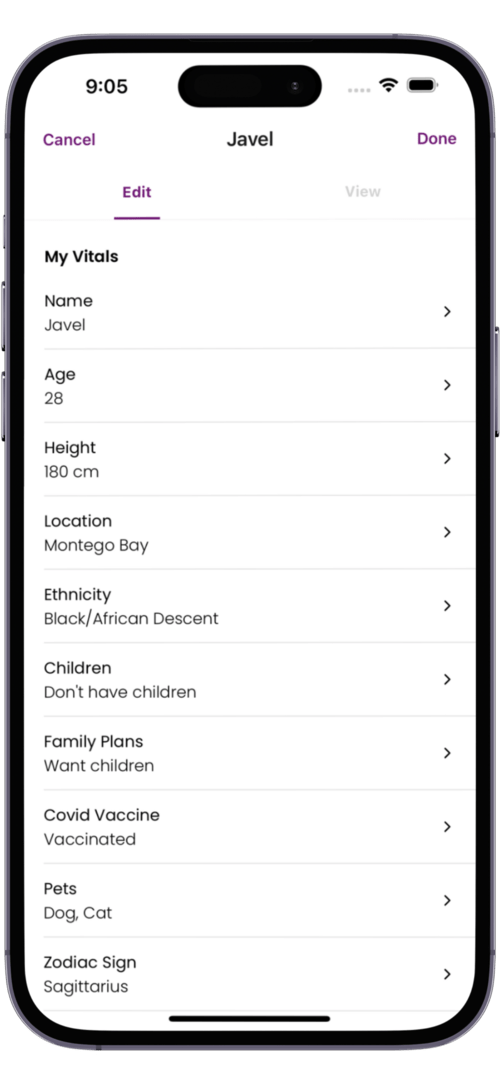 9:05
Cancel Javel Done
Edit View
My Vitals
Name
Javel
Age
28
Height
180 cm
Location
Montego Bay
Ethnicity
Black/African Descent
Children
Don't have children
Family Plans
Want children
Covid Vaccine
Vaccinated
Pets
Dog, Cat
Zodiac Sign
Sagittarius